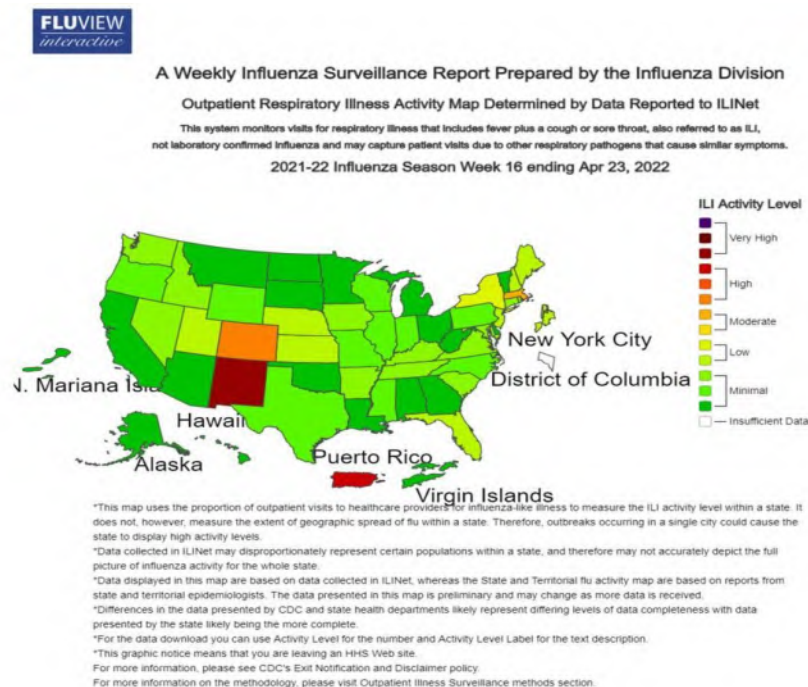 FLUVIEW
interactive
A Weekly Influenza Surveillance Report Prepared by the Influenza Division
Outpatient Respiratory Illness Activity Map Determined by Data Reported to ILINet
This system monitors visits for respiratory illness that includes fever plus a cough or sore throat, also referred to as ILI,
not laboratory confirmed influenza and may capture patient visits due to other respiratory pathogens that cause similar symptoms.
2021-22 Influenza Season Week 16 ending Apr 23, 2022
ILI Activity Level
Very High
High
Moderate
Low
Minimal
Insufficient Data
New York City
District of Columbia
N. Mariana Isla
Hawaii
Alaska
Puerto Rico
Virgin Islands
*This map uses the proportion of outpatient visits to healthcare providers for influenza-like illness to measure the ILI activity level within a state. It
does not, however, measure the extent of geographic spread of flu within a state. Therefore, outbreaks occurring in a single city could cause the
state to display high activity levels.
*Data collected in ILINet may disproportionately represent certain populations within a state, and therefore may not accurately depict the full
picture of influenza activity for the whole state.
*Data displayed in this map are based on data collected in ILINet, whereas the State and Territorial flu activity map are based on reports from
state and territorial epidemiologists. The data presented in this map is preliminary and may change as more data is received.
*Differences in the data presented by CDC and state health departments likely represent differing levels of data completeness with data
presented by the state likely being the more complete.
*For the data download you can use Activity Level for the number and Activity Level Label for the text description.
*This graphic notice means that you are leaving an HHS Web site.
For more information, please see CDC's Exit Notification and Disclaimer policy.
For more information on the methodology, please visit Outpatient Illness Surveillance methods section.